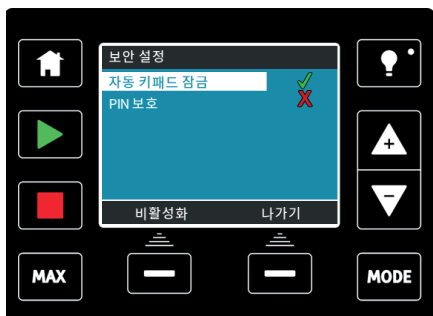 보안 설정
자동 키패드 잠금
PIN 보호
비활성화 나가기
MAX
MODE